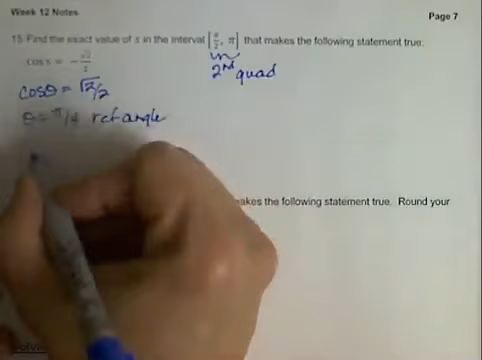 Week 12 Notes
Page 7
15. Find the exact value of s in the interval [π/2, π] that makes the following statement true.
cos s = -√2/2
in
2nd quad
cosθ = √2/2
θ = π/4 ref angle
akes the following statement true. Round your